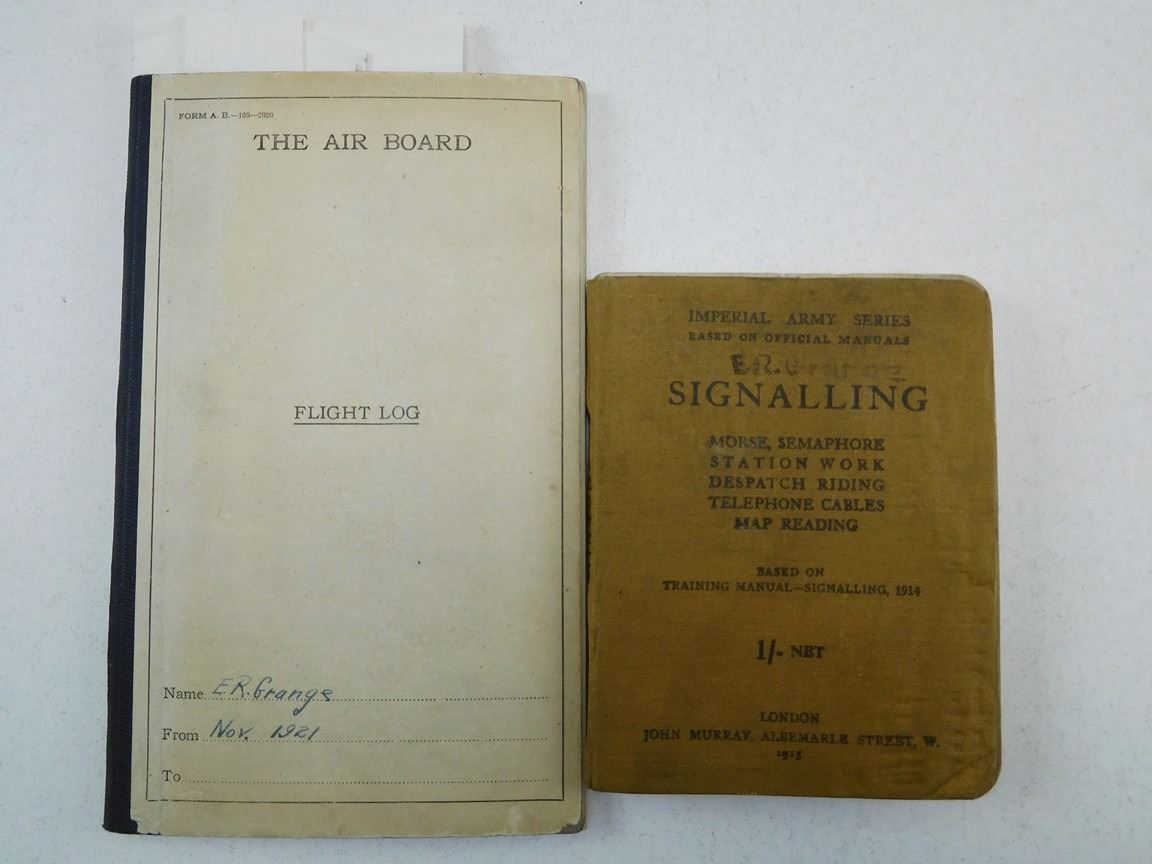 FORM A. B.—100—2020
THE AIR BOARD
FLIGHT LOG
Name E.R. Grange
From Nov. 1921
To
IMPERIAL ARMY SERIES
BASED ON OFFICIAL MANUALS
E.R. Grange
SIGNALLING
MORSE, SEMAPHORE
STATION WORK
DESPATCH RIDING
TELEPHONE CABLES
MAP READING
BASED ON
TRAINING MANUAL—SIGNALLING, 1914
1/- NET
LONDON
JOHN MURRAY, ALBEMARLE STREET, W.
1915